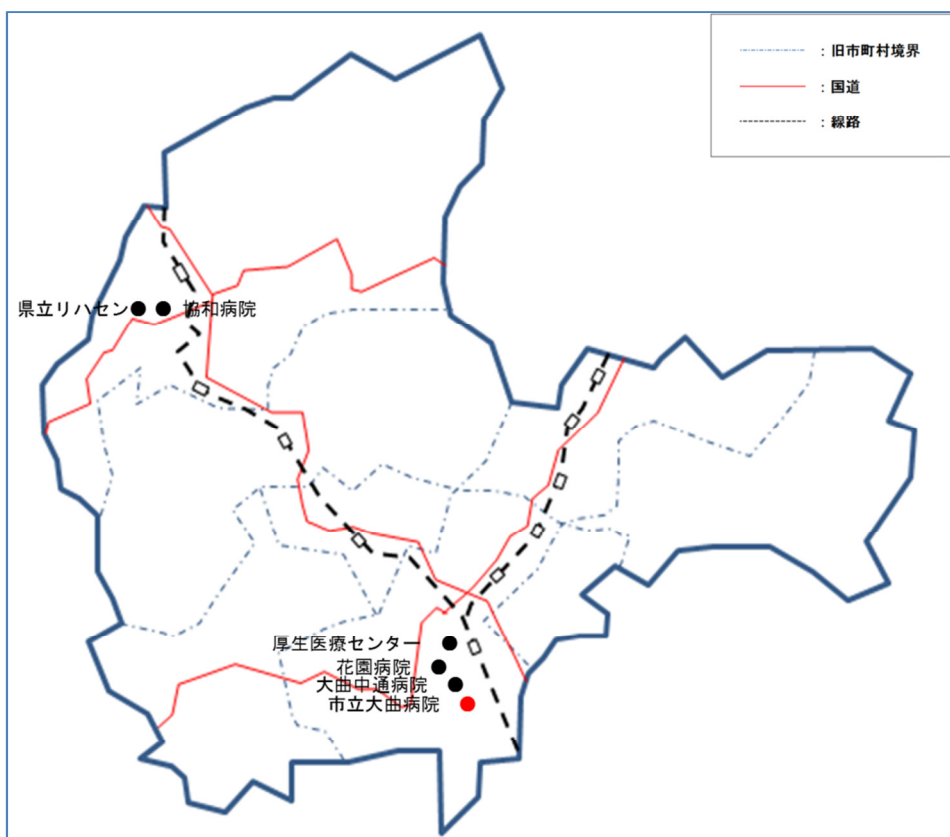 ：旧市町村境界
：国道
：線路
県立リハセン
協和病院
厚生医療センター
花園病院
大曲中通病院
市立大曲病院